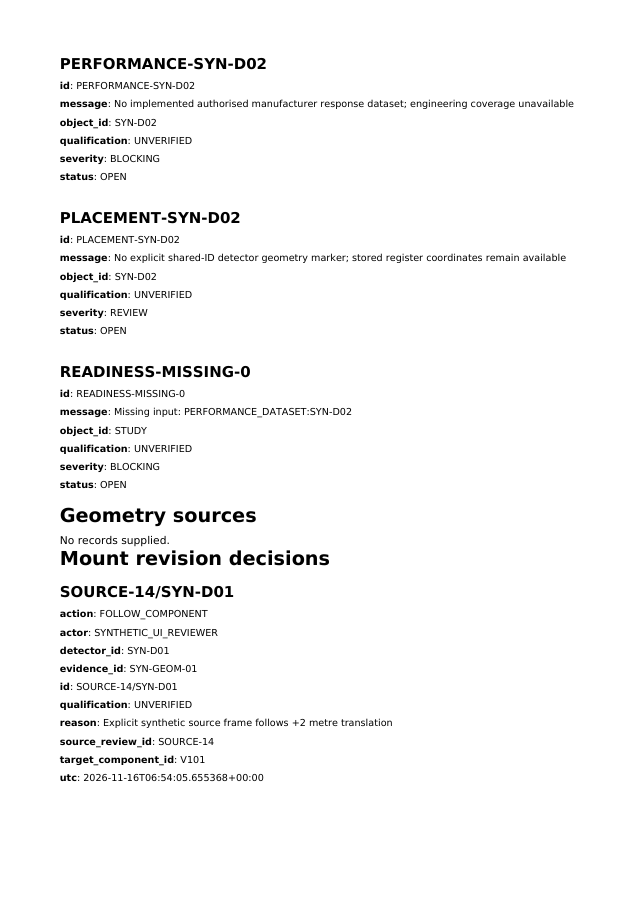 PERFORMANCE-SYN-D02
id: PERFORMANCE-SYN-D02
message: No implemented authorised manufacturer response dataset; engineering coverage unavailable
object_id: SYN-D02
qualification: UNVERIFIED
severity: BLOCKING
status: OPEN
PLACEMENT-SYN-D02
id: PLACEMENT-SYN-D02
message: No explicit shared-ID detector geometry marker; stored register coordinates remain available
object_id: SYN-D02
qualification: UNVERIFIED
severity: REVIEW
status: OPEN
READINESS-MISSING-0
id: READINESS-MISSING-0
message: Missing input: PERFORMANCE_DATASET:SYN-D02
object_id: STUDY
qualification: UNVERIFIED
severity: BLOCKING
status: OPEN
Geometry sources
No records supplied.
Mount revision decisions
SOURCE-14/SYN-D01
action: FOLLOW_COMPONENT
actor: SYNTHETIC_UI_REVIEWER
detector_id: SYN-D01
evidence_id: SYN-GEOM-01
id: SOURCE-14/SYN-D01
qualification: UNVERIFIED
reason: Explicit synthetic source frame follows +2 metre translation
source_review_id: SOURCE-14
target_component_id: V101
utc: 2026-11-16T06:54:05.655368+00:00